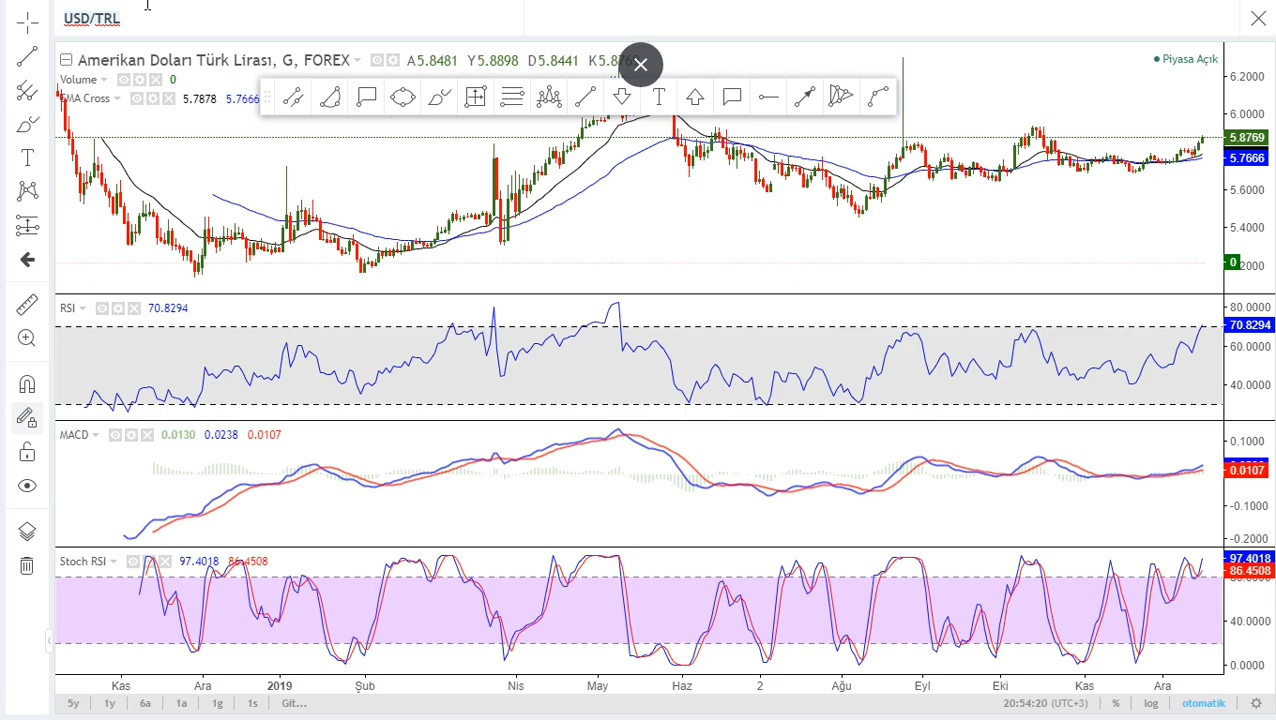 USD/TRL
Amerikan Doları Türk Lirası, G, FOREX A5.8481 Y5.8898 D5.8441
Piyasa Açık
Volume 0
EMA Cross 5.7878 5.7666
6.2000
6.0000
5.8769
5.7666
5.6000
5.4000
0
RSI 70.8294
80.0000
70.8294
60.0000
40.0000
MACD 0.0130 0.0238 0.0107
0.1000
0.0107
-0.1000
-0.2000
Stoch RSI 97.4018 86.4508
97.4018
86.4508
40.0000
0.0000
Kas Ara 2019 Şub Nis May Haz 2 Ağu Eyl Eki Kas Ara
5y 1y 6a 1a 1g 1s Git... 20:54:20 (UTC+3) % log otomatik